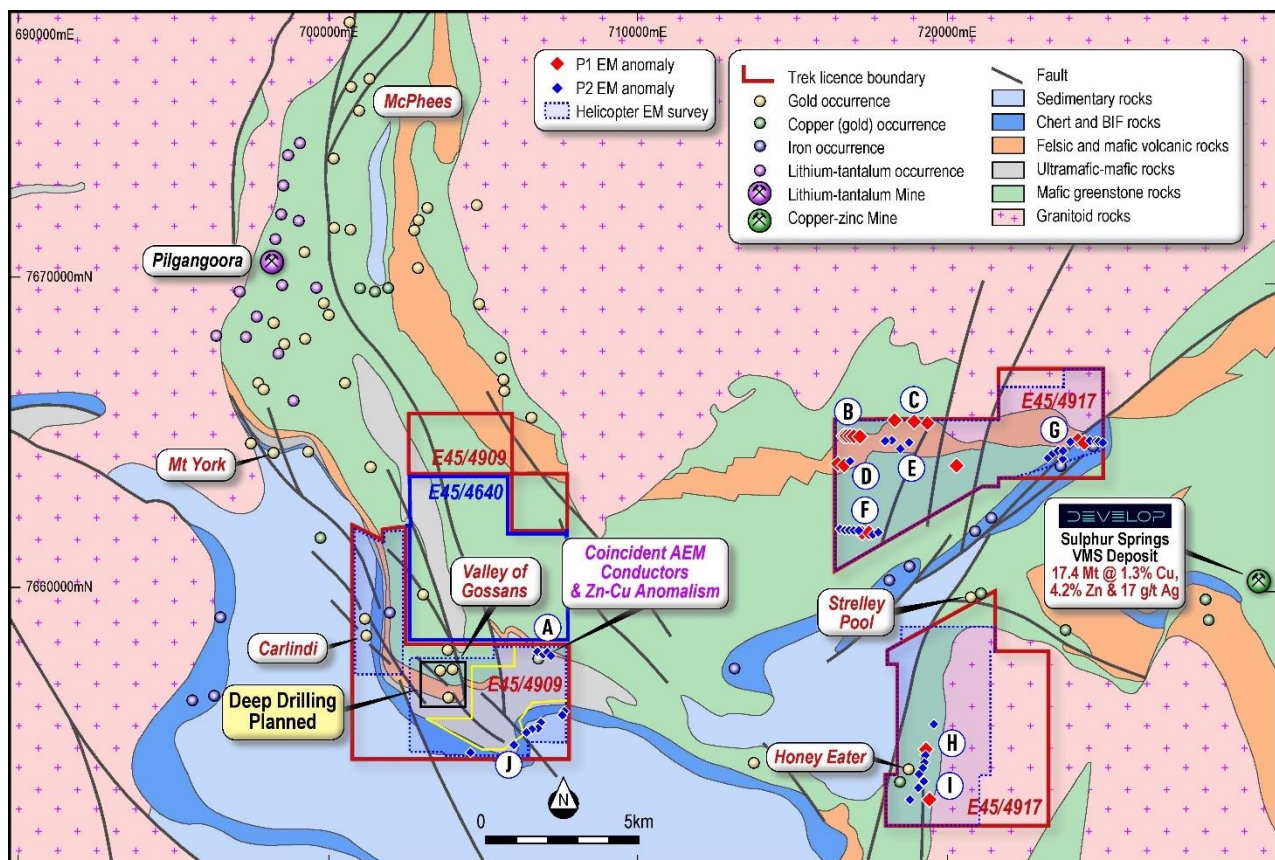 690000mE
700000mE
710000mE
720000mE
McPhees
P1 EM anomaly
P2 EM anomaly
Helicopter EM survey
Trek licence boundary
Gold occurrence
Copper (gold) occurrence
Iron occurrence
Lithium-tantalum occurrence
Lithium-tantalum Mine
Copper-zinc Mine
Fault
Sedimentary rocks
Chert and BIF rocks
Felsic and mafic volcanic rocks
Ultramafic-mafic rocks
Mafic greenstone rocks
Granitoid rocks
Pilgangoora
7670000mN
E45/4917
B
C
G
D
E
F
Mt York
E45/4909
E45/4640
DEVELOP
Sulphur Springs
VMS Deposit
17.4 Mt @ 1.3% Cu,
4.2% Zn & 17 g/t Ag
Coincident AEM
Conductors
& Zn-Cu Anomalism
Valley of
Gossans
7660000mN
Strelley
Pool
Carlindi
A
E45/4909
Deep Drilling
Planned
J
Honey Eater
H
I
E45/4917
N
0
5km